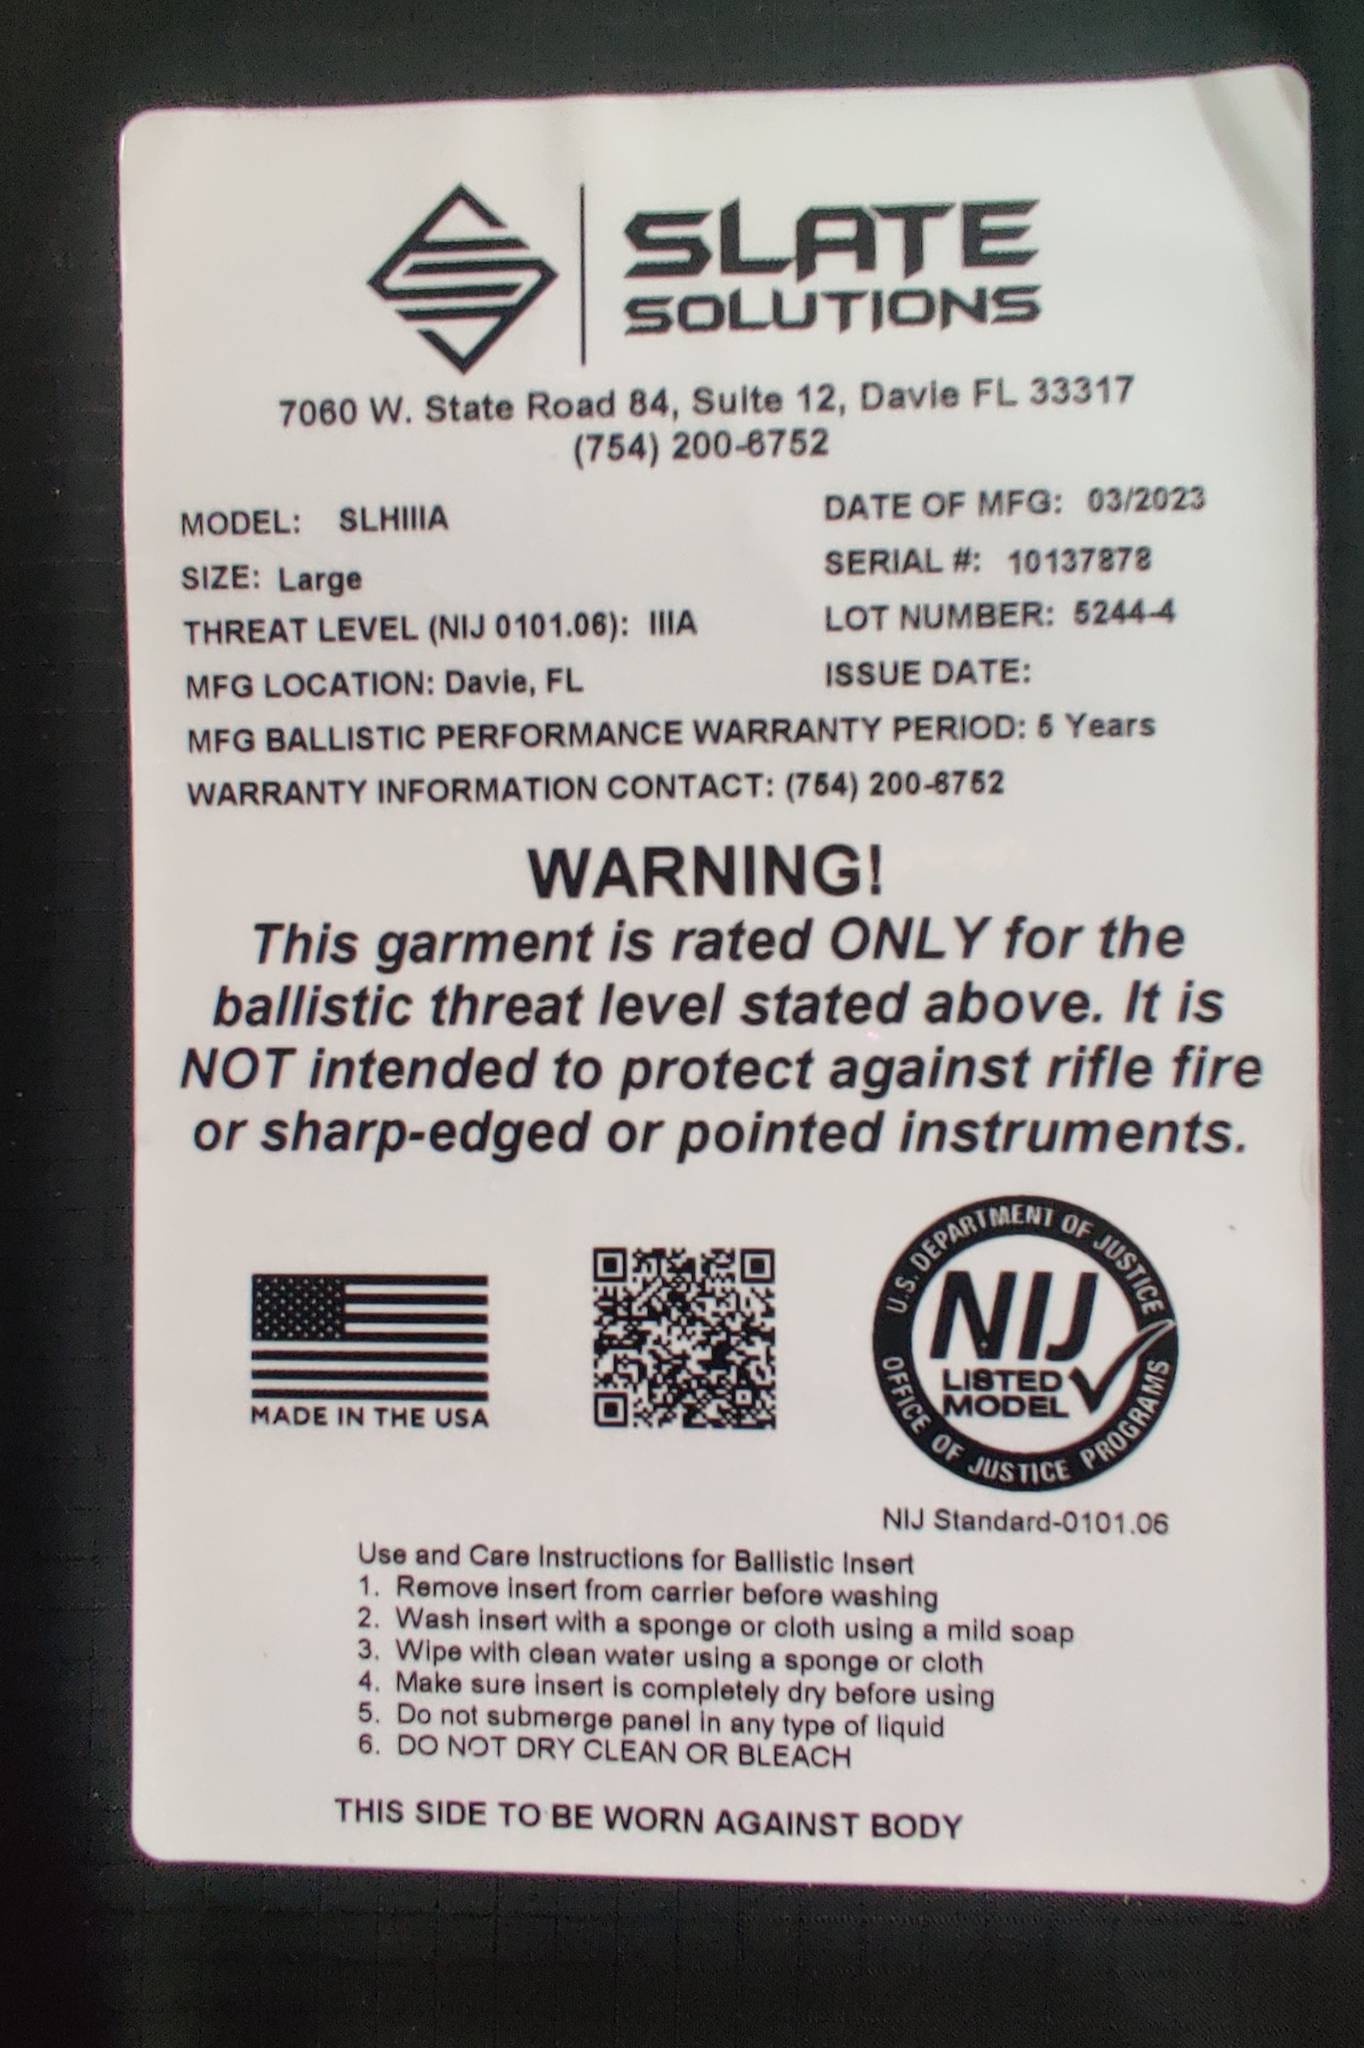 SLATE
SOLUTIONS
7060 W. State Road 84, Suite 12, Davie FL 33317
(754) 200-6752
MODEL: SLHIIIA
DATE OF MFG: 03/2023
SIZE: Large
SERIAL #: 10137878
THREAT LEVEL (NIJ 0101.06): IIIA
LOT NUMBER: 5244-4
MFG LOCATION: Davie, FL
ISSUE DATE:
MFG BALLISTIC PERFORMANCE WARRANTY PERIOD: 5 Years
WARRANTY INFORMATION CONTACT: (754) 200-6752
WARNING!
This garment is rated ONLY for the
ballistic threat level stated above. It is
NOT intended to protect against rifle fire
or sharp-edged or pointed instruments.
MADE IN THE USA
U.S. DEPARTMENT OF JUSTICE
NIJ
LISTED
MODEL
OFFICE OF JUSTICE PROGRAMS
NIJ Standard-0101.06
Use and Care Instructions for Ballistic Insert
1. Remove insert from carrier before washing
2. Wash insert with a sponge or cloth using a mild soap
3. Wipe with clean water using a sponge or cloth
4. Make sure insert is completely dry before using
5. Do not submerge panel in any type of liquid
6. DO NOT DRY CLEAN OR BLEACH
THIS SIDE TO BE WORN AGAINST BODY